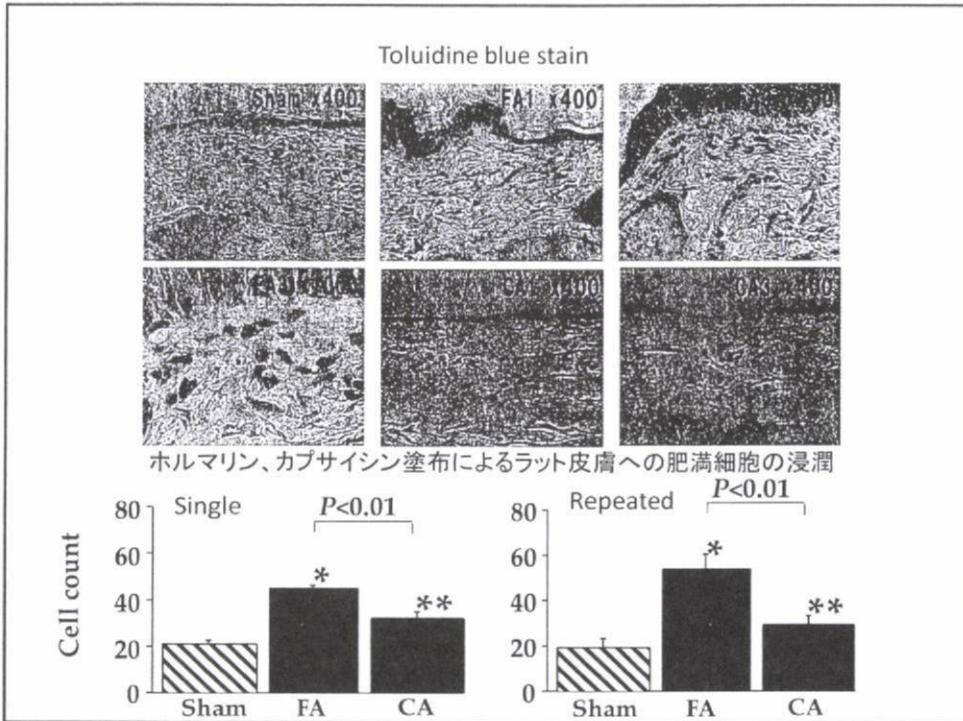 Toluidine blue stain
Sham x400
FA1 x400
x400
CA1 x400
CA3 x400
ホルマリン、カプサイシン塗布によるラット皮膚への肥満細胞の浸潤
Single
P<0.01
Cell count
80
60
40
20
0
*
**
Sham FA CA
Repeated
P<0.01
80
60
40
20
0
*
**
Sham FA CA